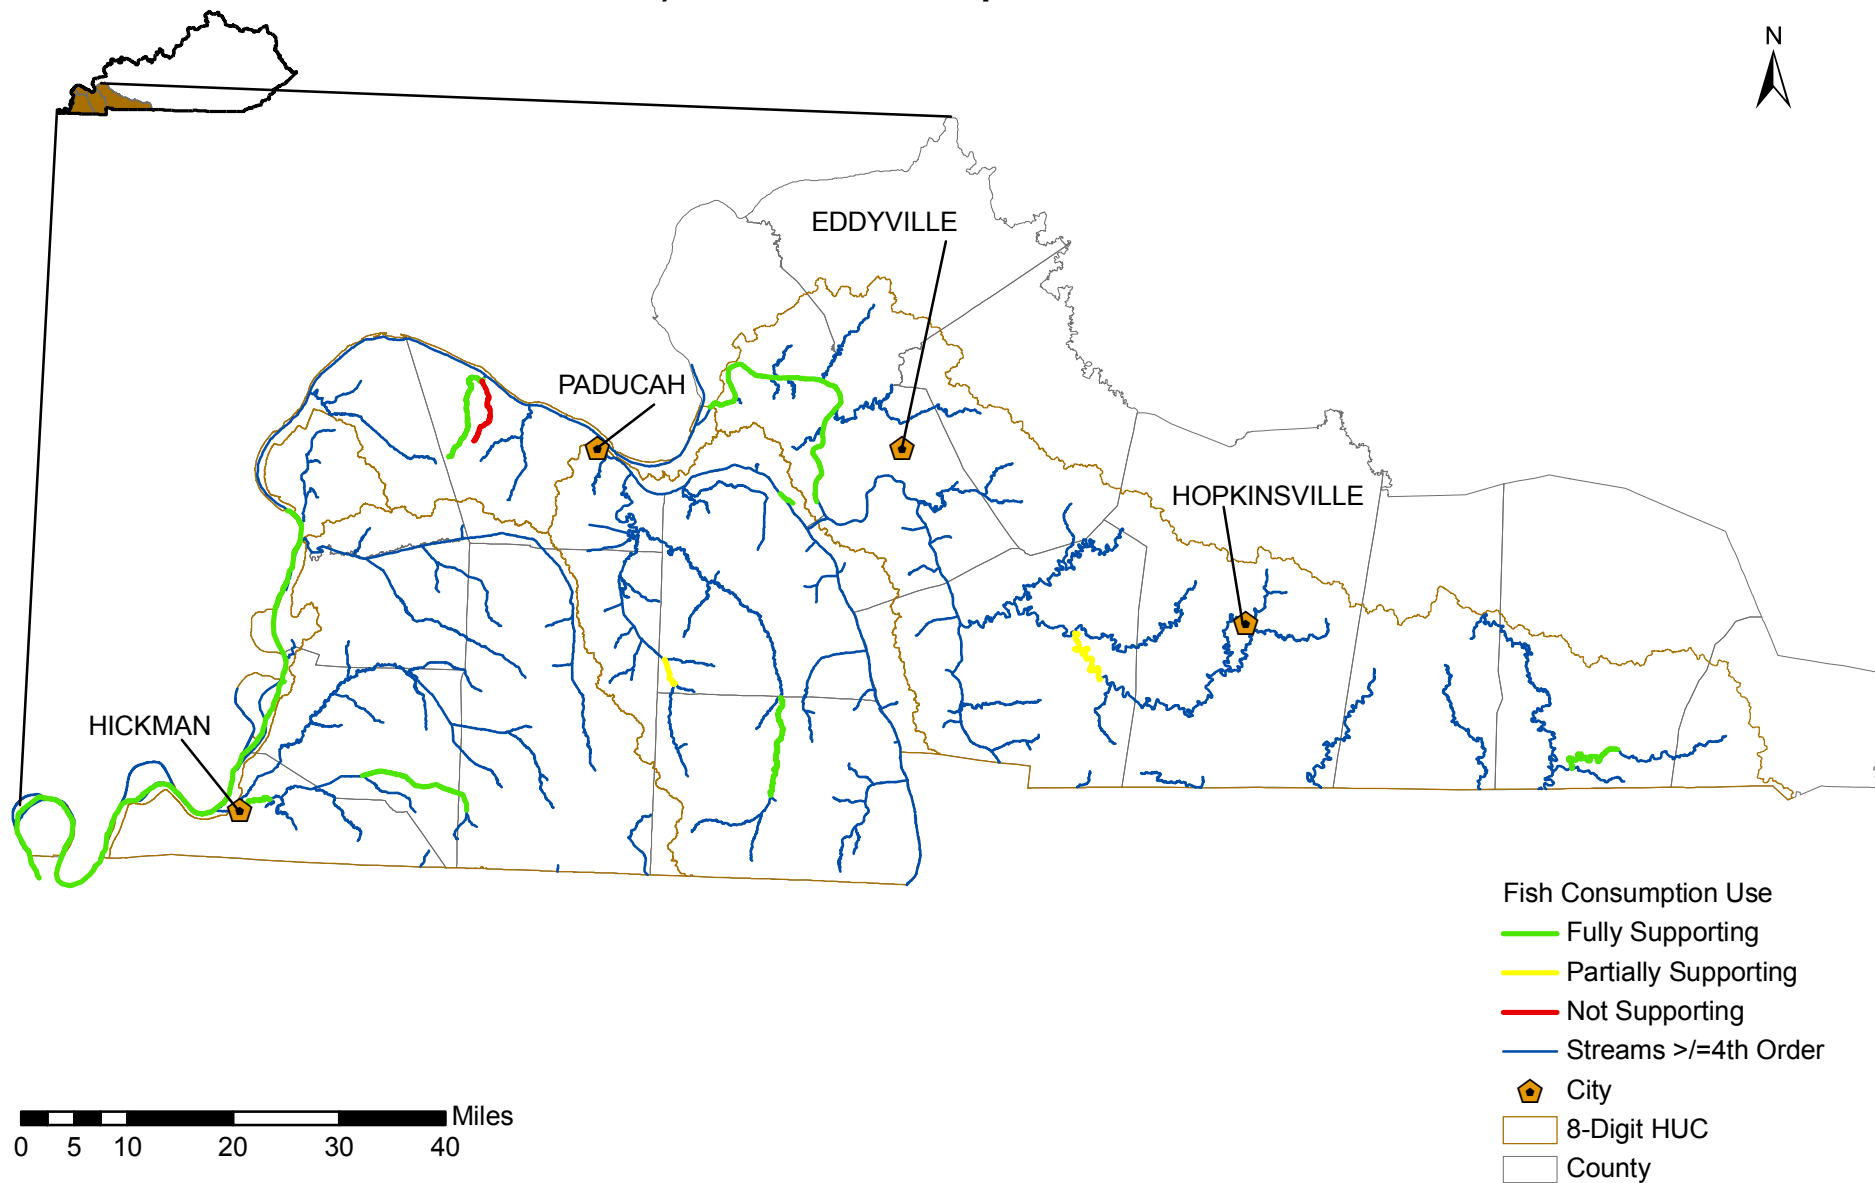 N
EDDYVILLE
PADUCAH
HOPKINSVILLE
HICKMAN
Fish Consumption Use
Fully Supporting
Partially Supporting
Not Supporting
Streams >/=4th Order
City
8-Digit HUC
County
Miles
0 5 10 20 30 40